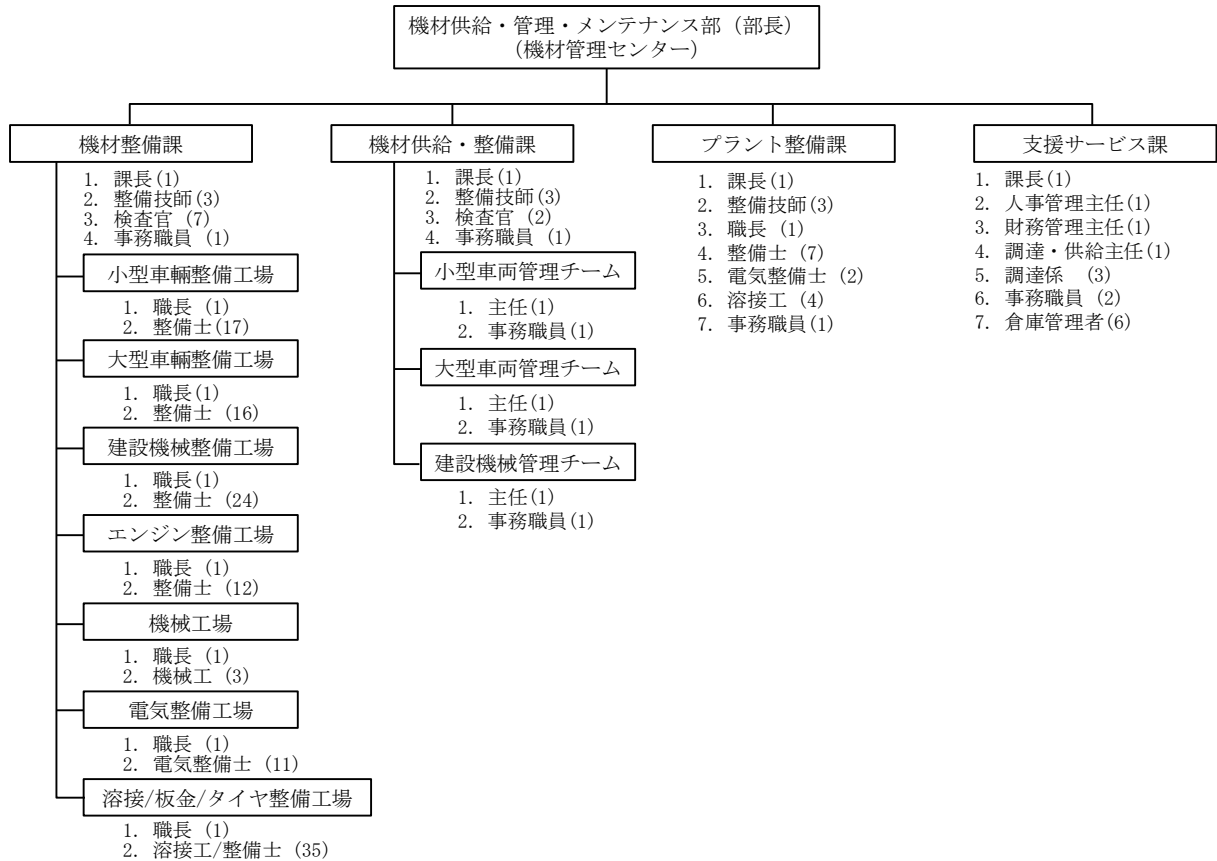 機材供給・管理・メンテナンス部 (部長)
(機材管理センター)
機材整備課
1. 課長(1)
2. 整備技師(3)
3. 検査官 (7)
4. 事務職員 (1)
小型車輛整備工場
1. 職長 (1)
2. 整備士(17)
大型車輛整備工場
1. 職長(1)
2. 整備士 (16)
建設機械整備工場
1. 職長(1)
2. 整備士 (24)
エンジン整備工場
1. 職長 (1)
2. 整備士 (12)
機械工場
1. 職長 (1)
2. 機械工 (3)
電気整備工場
1. 職長 (1)
2. 電気整備士 (11)
溶接/板金/タイヤ整備工場
1. 職長 (1)
2. 溶接工/整備士 (35)
機材供給・整備課
1. 課長(1)
2. 整備技師(3)
3. 検査官 (2)
4. 事務職員 (1)
小型車両管理チーム
1. 主任(1)
2. 事務職員(1)
大型車両管理チーム
1. 主任(1)
2. 事務職員(1)
建設機械管理チーム
1. 主任(1)
2. 事務職員(1)
プラント整備課
1. 課長(1)
2. 整備技師(3)
3. 職長 (1)
4. 整備士 (7)
5. 電気整備士 (2)
6. 溶接工 (4)
7. 事務職員(1)
支援サービス課
1. 課長(1)
2. 人事管理主任(1)
3. 財務管理主任(1)
4. 調達・供給主任(1)
5. 調達係 (3)
6. 事務職員 (2)
7. 倉庫管理者(6)